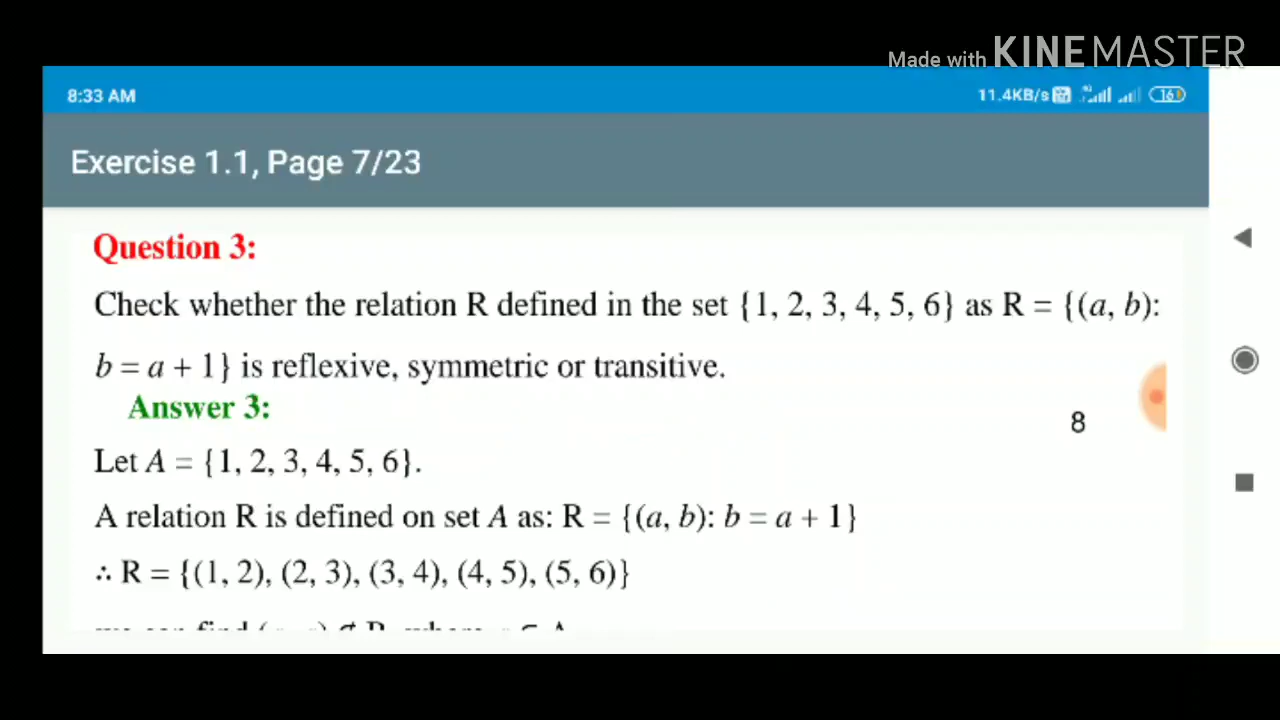 Made with KINEMASTER
8:33 AM 11.4KB/s 16
Exercise 1.1, Page 7/23
Question 3:
Check whether the relation R defined in the set {1, 2, 3, 4, 5, 6} as R = {(a, b):
b = a + 1} is reflexive, symmetric or transitive.
Answer 3:
8
Let A = {1, 2, 3, 4, 5, 6}.
A relation R is defined on set A as: R = {(a, b): b = a + 1}
∴ R = {(1, 2), (2, 3), (3, 4), (4, 5), (5, 6)}